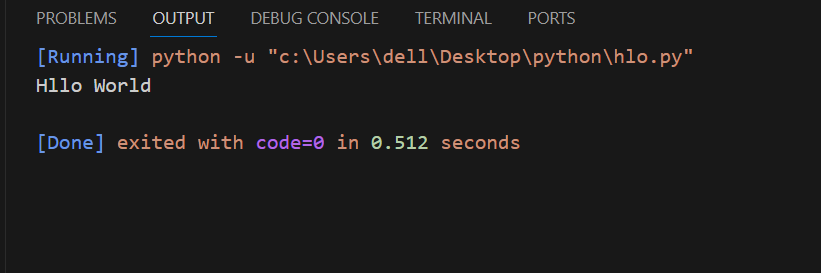 PROBLEMS OUTPUT DEBUG CONSOLE TERMINAL PORTS
[Running] python -u "c:\Users\dell\Desktop\python\hlo.py"
Hllo World
[Done] exited with code=0 in 0.512 seconds